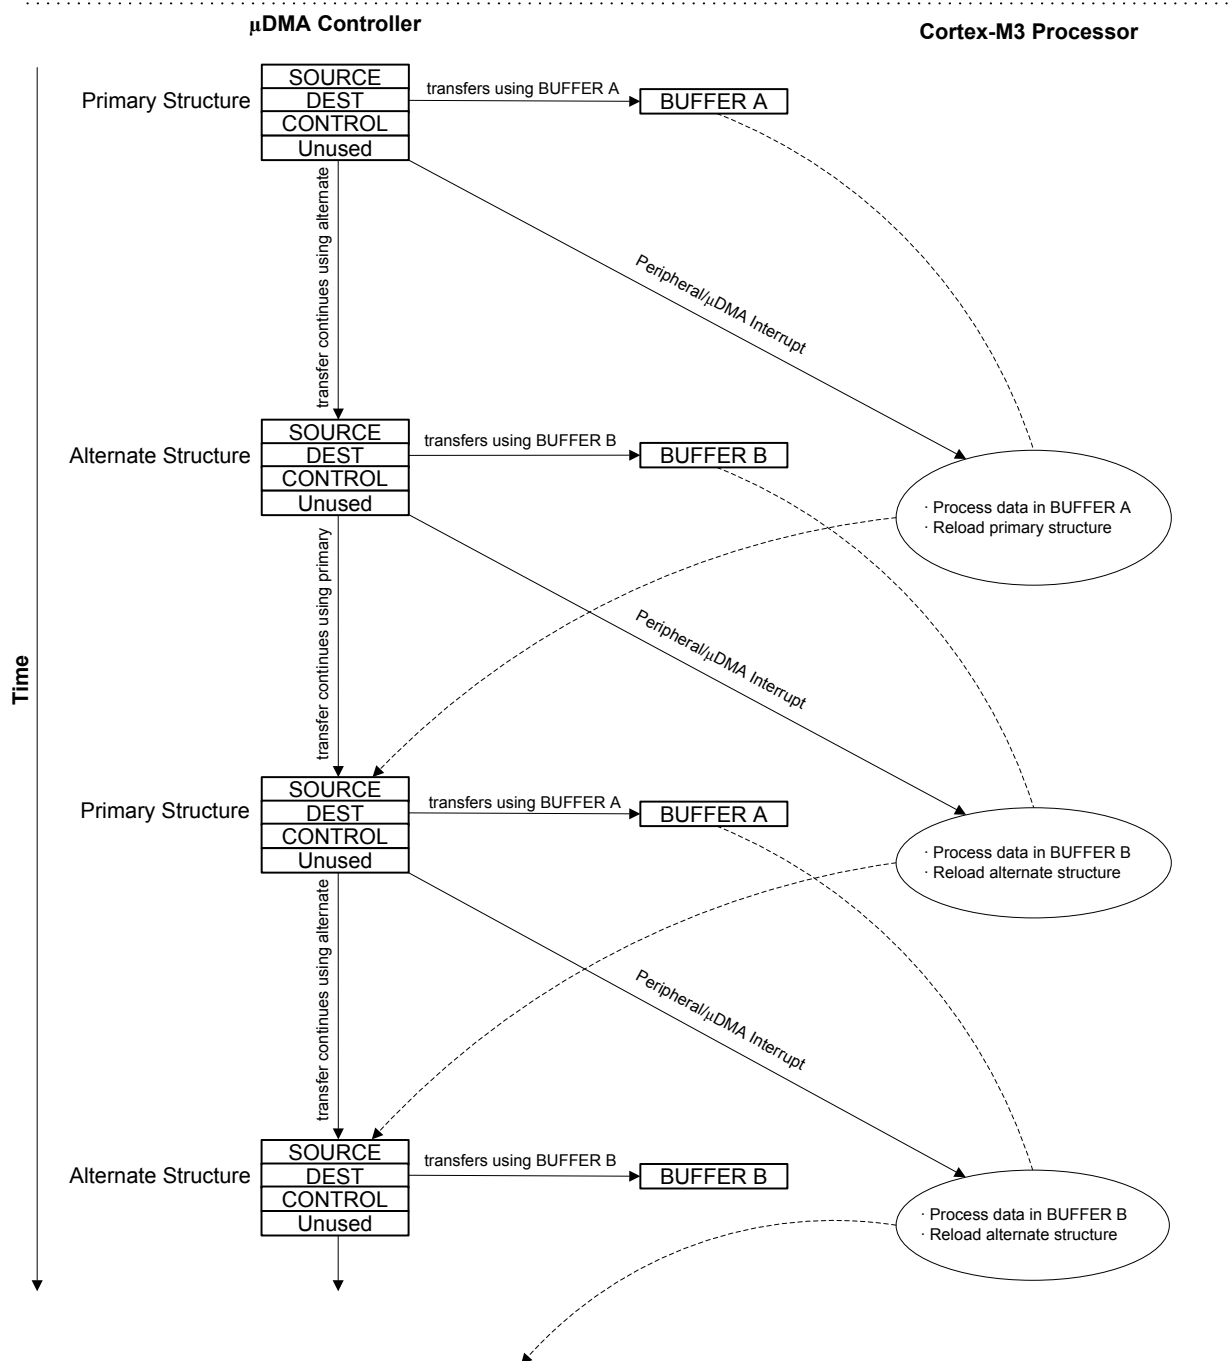 µDMA Controller
Cortex-M3 Processor
Primary Structure
SOURCE
DEST
CONTROL
Unused
transfers using BUFFER A
BUFFER A
transfer continues using alternate
Peripheral/µDMA Interrupt
Alternate Structure
SOURCE
DEST
CONTROL
Unused
transfers using BUFFER B
BUFFER B
· Process data in BUFFER A
· Reload primary structure
transfer continues using primary
Peripheral/µDMA Interrupt
Time
Primary Structure
SOURCE
DEST
CONTROL
Unused
transfers using BUFFER A
BUFFER A
· Process data in BUFFER B
· Reload alternate structure
transfer continues using alternate
Peripheral/µDMA Interrupt
Alternate Structure
SOURCE
DEST
CONTROL
Unused
transfers using BUFFER B
BUFFER B
· Process data in BUFFER B
· Reload alternate structure